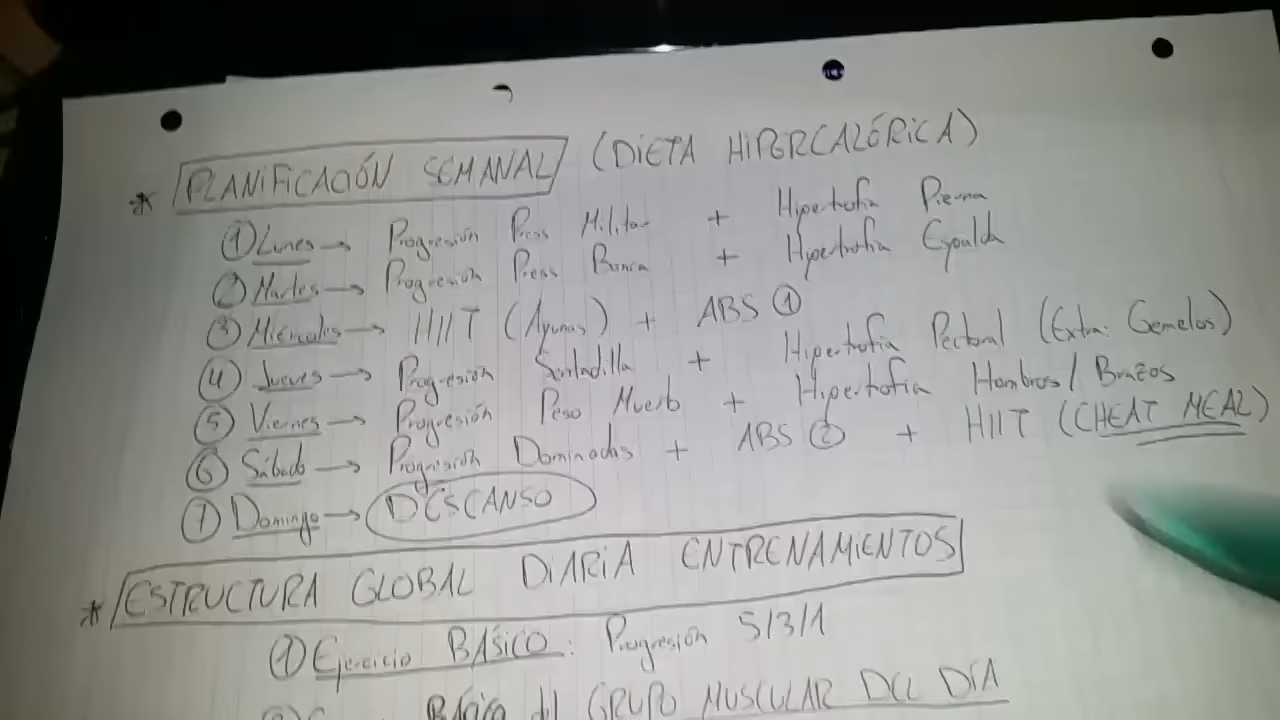 * PLANIFICACIÓN SEMANAL (DIETA HIPERCALÓRICA)
① Lunes → Progresión Press Militar + Hipertrofia Pierna
② Martes → Progresión Press Banca + Hipertrofia Espalda
③ Miércoles → HIIT (Ayunas) + ABS ①
④ Jueves → Progresión Sentadilla + Hipertrofia Pectoral (Extra: Gemelos)
⑤ Viernes → Progresión Peso Muerto + Hipertrofia Hombros/Brazos
⑥ Sábado → Progresión Dominadas + ABS ② + HIIT (CHEAT MEAL)
⑦ Domingo → DESCANSO
* ESTRUCTURA GLOBAL DIARIA ENTRENAMIENTOS
① Ejercicio BÁSICO: Progresión 5/3/1
② Básico del GRUPO MUSCULAR DEL DÍA